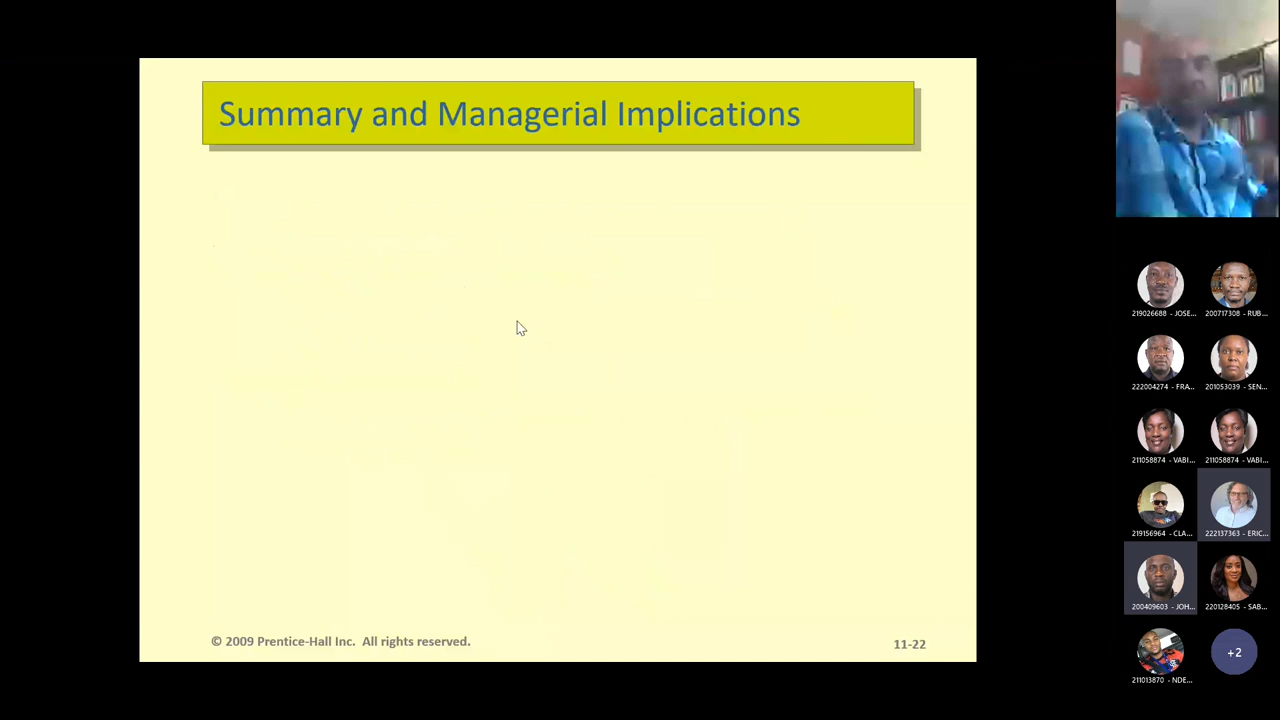 Summary and Managerial Implications
© 2009 Prentice-Hall Inc. All rights reserved.
11-22
219026688 - JOSE...
200717308 - RUB...
222004274 - FRA...
201053039 - SEN...
211058874 - VABI...
211058874 - VABI...
219156964 - CLA...
222137363 - ERIC...
200409603 - JOH...
220128405 - SAB...
211013870 - NDE...
+2